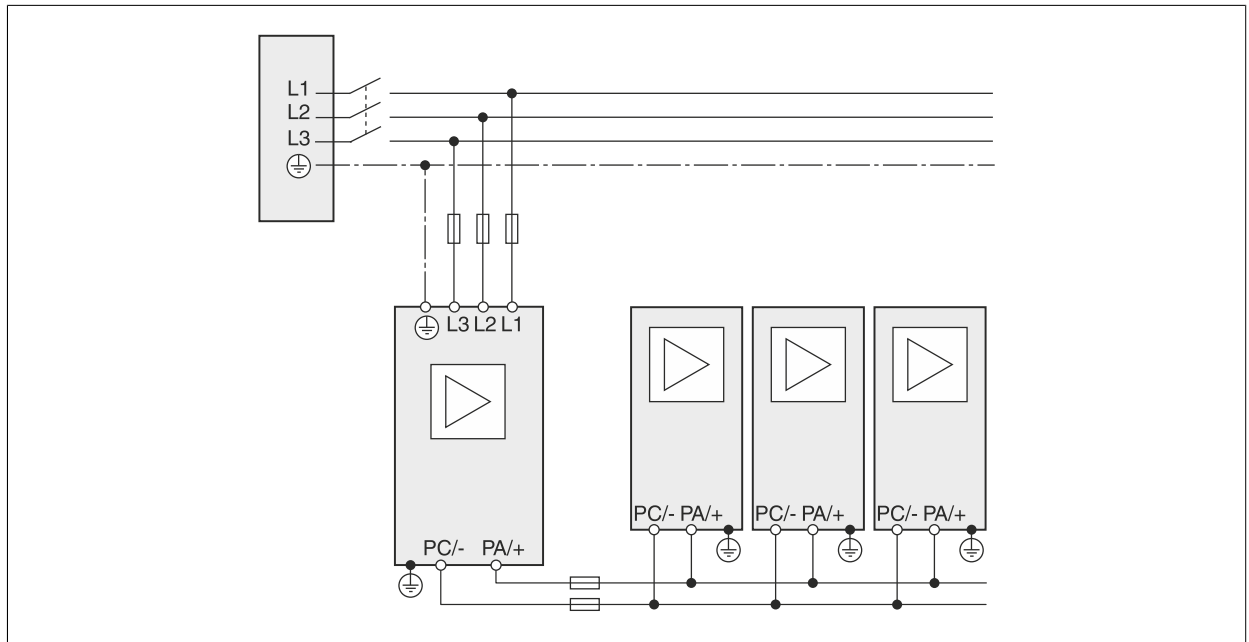 L1
L2
L3
L3 L2 L1
PC/- PA/+
PC/- PA/+
PC/- PA/+
PC/- PA/+